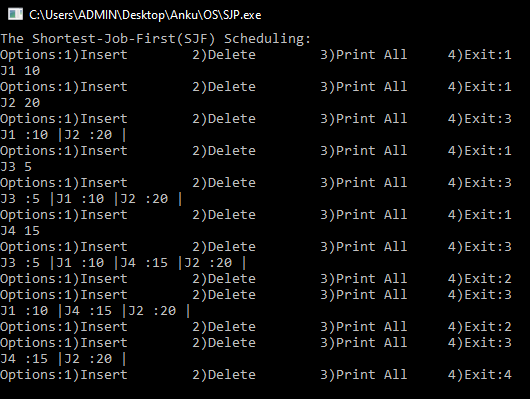 C:\Users\ADMIN\Desktop\Anku\OS\SJP.exe
The Shortest-Job-First(SJF) Scheduling:
Options:1)Insert        2)Delete        3)Print All     4)Exit:1
J1 10
Options:1)Insert        2)Delete        3)Print All     4)Exit:1
J2 20
Options:1)Insert        2)Delete        3)Print All     4)Exit:3
J1 :10 |J2 :20 |
Options:1)Insert        2)Delete        3)Print All     4)Exit:1
J3 5
Options:1)Insert        2)Delete        3)Print All     4)Exit:3
J3 :5 |J1 :10 |J2 :20 |
Options:1)Insert        2)Delete        3)Print All     4)Exit:1
J4 15
Options:1)Insert        2)Delete        3)Print All     4)Exit:3
J3 :5 |J1 :10 |J4 :15 |J2 :20 |
Options:1)Insert        2)Delete        3)Print All     4)Exit:2
Options:1)Insert        2)Delete        3)Print All     4)Exit:3
J1 :10 |J4 :15 |J2 :20 |
Options:1)Insert        2)Delete        3)Print All     4)Exit:2
Options:1)Insert        2)Delete        3)Print All     4)Exit:3
J4 :15 |J2 :20 |
Options:1)Insert        2)Delete        3)Print All     4)Exit:4